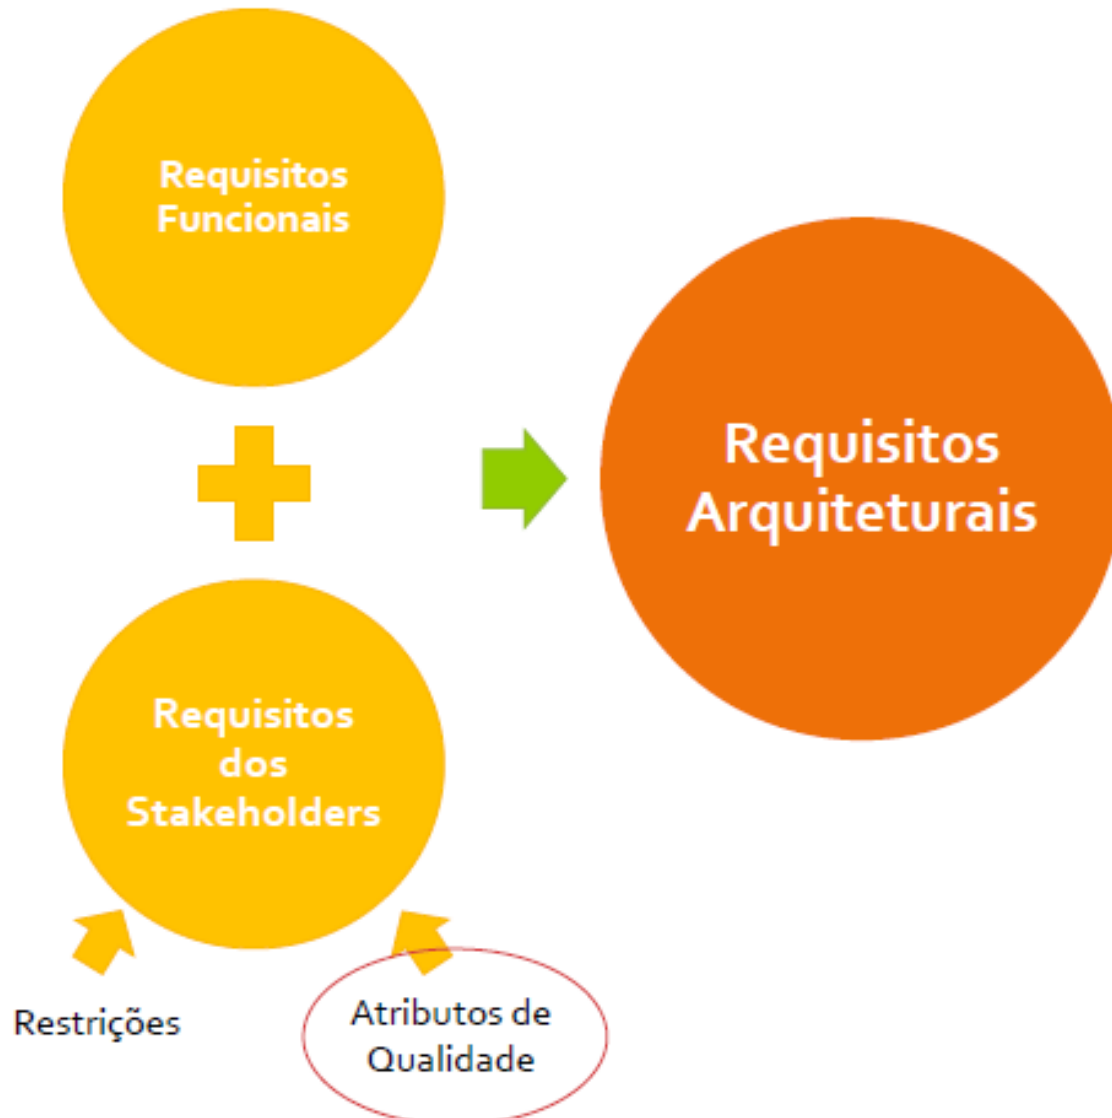 Requisitos
Funcionais
Requisitos
Arquiteturais
Requisitos
dos
Stakeholders
Restrições
Atributos de
Qualidade